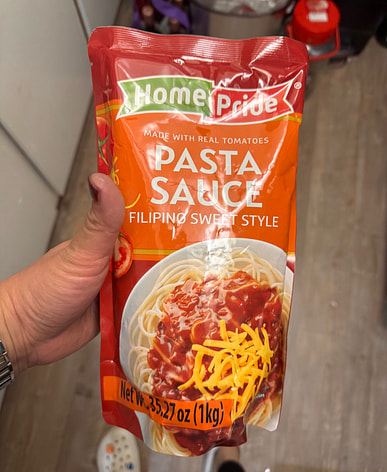 Home Pride
MADE WITH REAL TOMATOES
PASTA
SAUCE
FILIPINO SWEET STYLE
Net Wt. 35.27 oz (1kg)